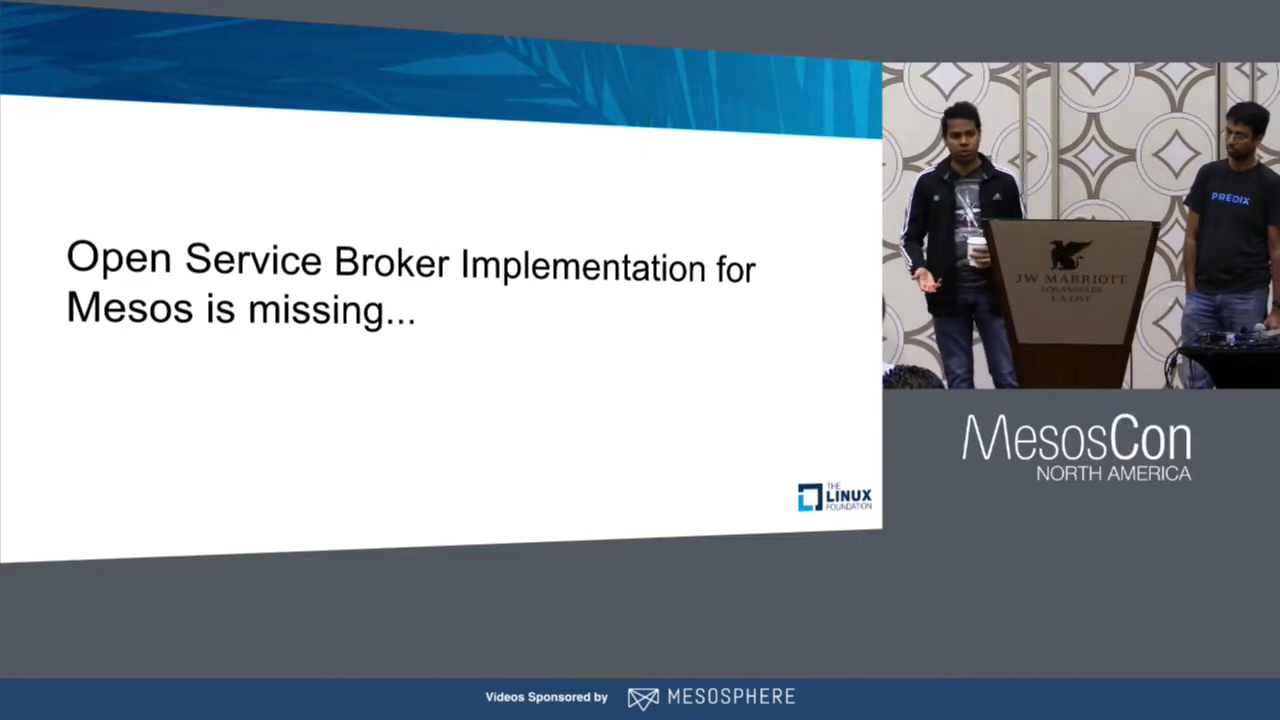 Open Service Broker Implementation for
Mesos is missing...
THE
LINUX
FOUNDATION
PREDIX
JW MARRIOTT
LOS ANGELES
L.A. LIVE
MesosCon
NORTH AMERICA
Videos Sponsored by MESOSPHERE